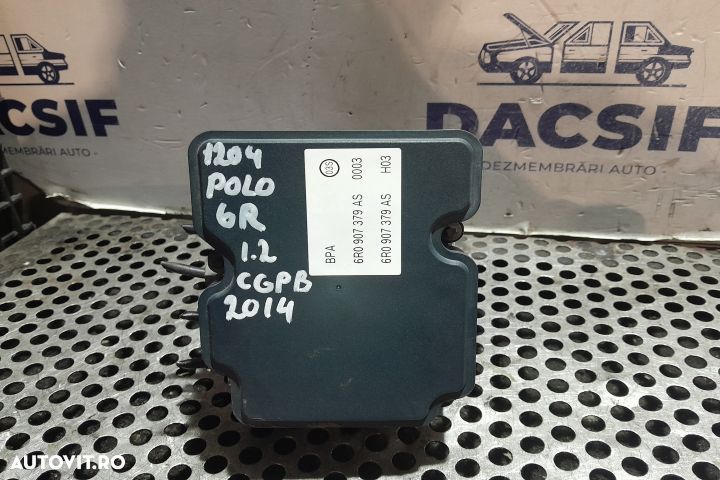 DACSIF
DEZMEMBRĂRI AUTO -
1204
POLO
6R
1.2
CGPB
2014
03S
BPA
6R0 907 379 AS 0003
6R0 907 379 AS H03
DACSIF
DEZMEMBRĂRI AUTO -
AUTOVIT.RO